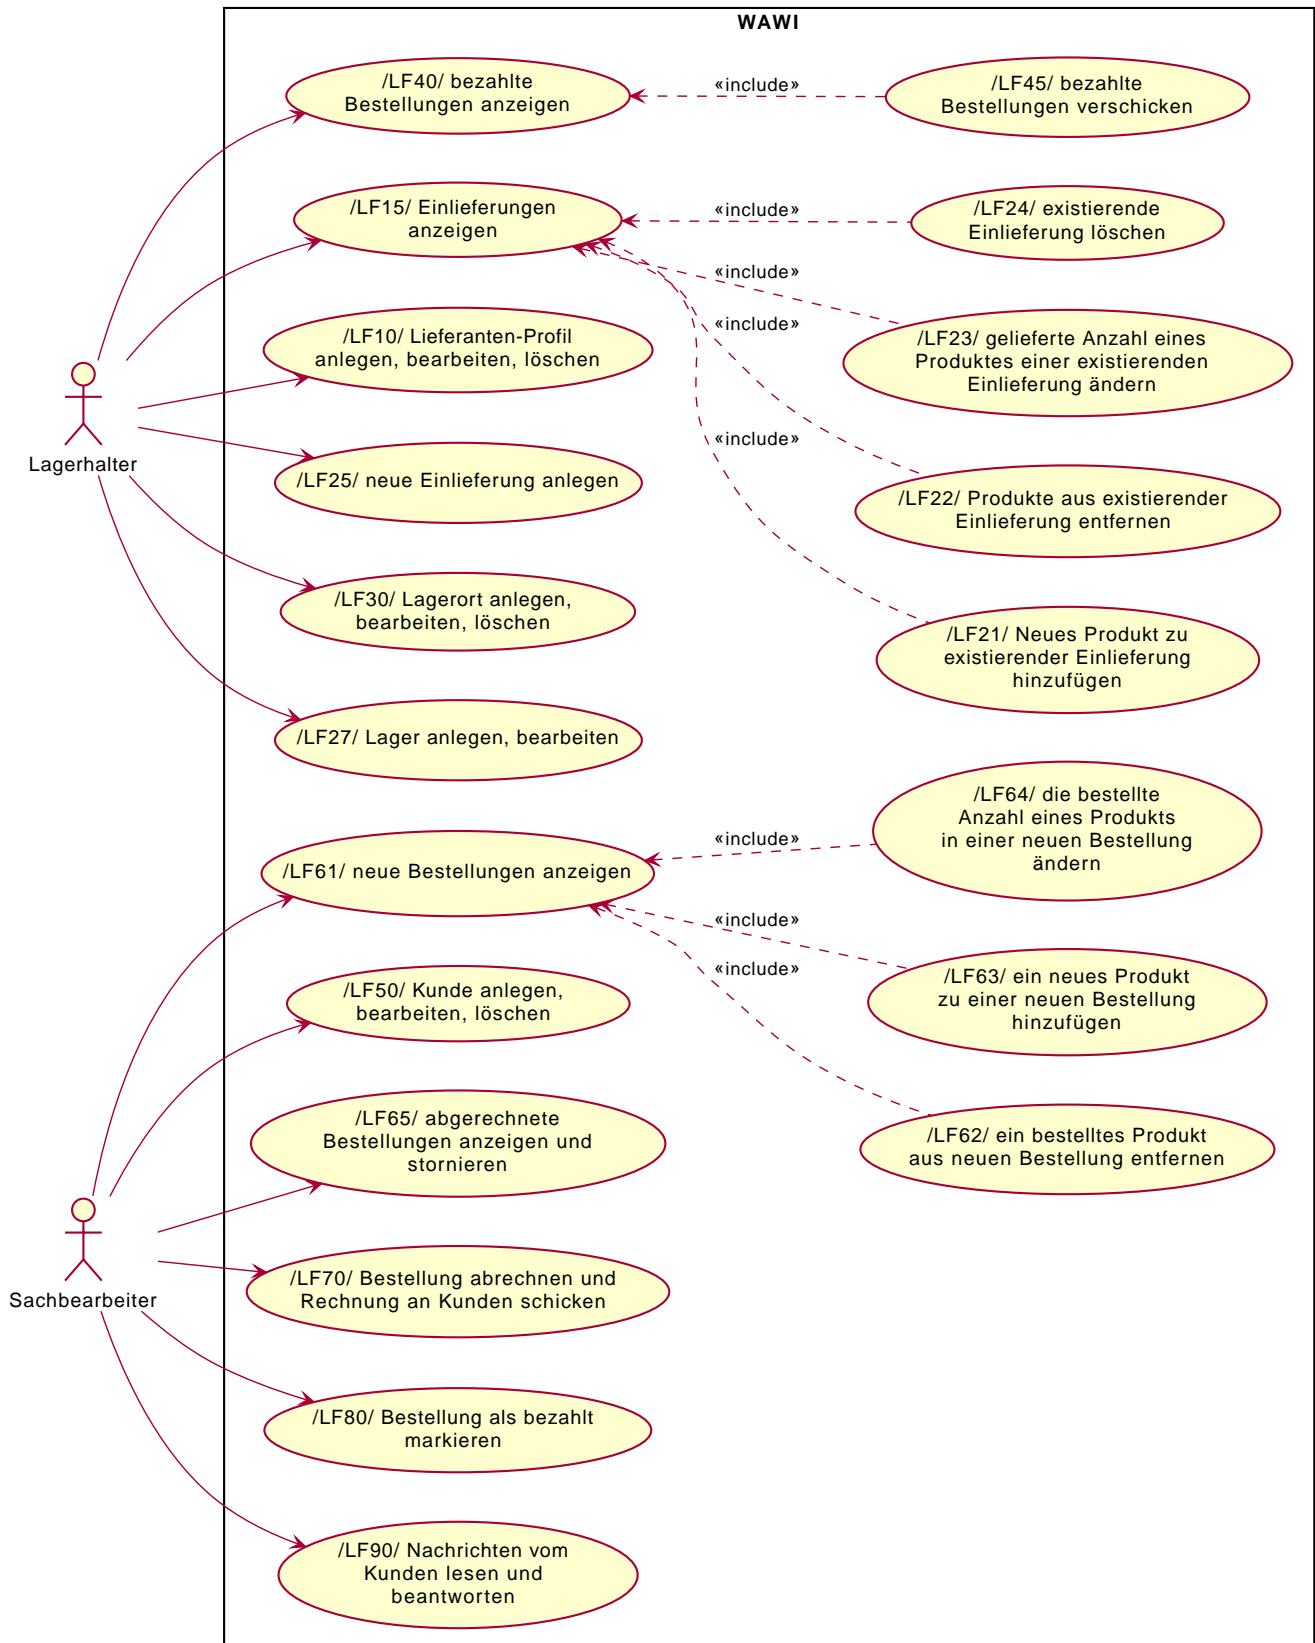 WAWI
/LF40/ bezahlte
Bestellungen anzeigen
«include»
/LF45/ bezahlte
Bestellungen verschicken
/LF15/ Einlieferungen
anzeigen
«include»
/LF24/ existierende
Einlieferung löschen
«include»
/LF23/ gelieferte Anzahl eines
Produktes einer existierenden
Einlieferung ändern
«include»
/LF10/ Lieferanten-Profil
anlegen, bearbeiten, löschen
«include»
Lagerhalter
/LF25/ neue Einlieferung anlegen
/LF22/ Produkte aus existierender
Einlieferung entfernen
/LF30/ Lagerort anlegen,
bearbeiten, löschen
/LF21/ Neues Produkt zu
existierender Einlieferung
hinzufügen
/LF27/ Lager anlegen, bearbeiten
/LF64/ die bestellte
Anzahl eines Produkts
in einer neuen Bestellung
ändern
«include»
/LF61/ neue Bestellungen anzeigen
«include»
«include»
/LF63/ ein neues Produkt
zu einer neuen Bestellung
hinzufügen
/LF50/ Kunde anlegen,
bearbeiten, löschen
/LF65/ abgerechnete
Bestellungen anzeigen und
stornieren
/LF62/ ein bestelltes Produkt
aus neuen Bestellung entfernen
Sachbearbeiter
/LF70/ Bestellung abrechnen und
Rechnung an Kunden schicken
/LF80/ Bestellung als bezahlt
markieren
/LF90/ Nachrichten vom
Kunden lesen und
beantworten